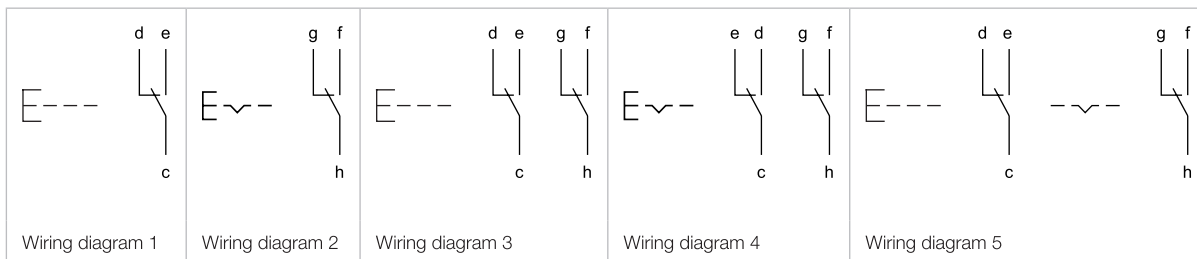 d e g f d e g f e d g f d e g f
c h c h c h c h
Wiring diagram 1 Wiring diagram 2 Wiring diagram 3 Wiring diagram 4 Wiring diagram 5